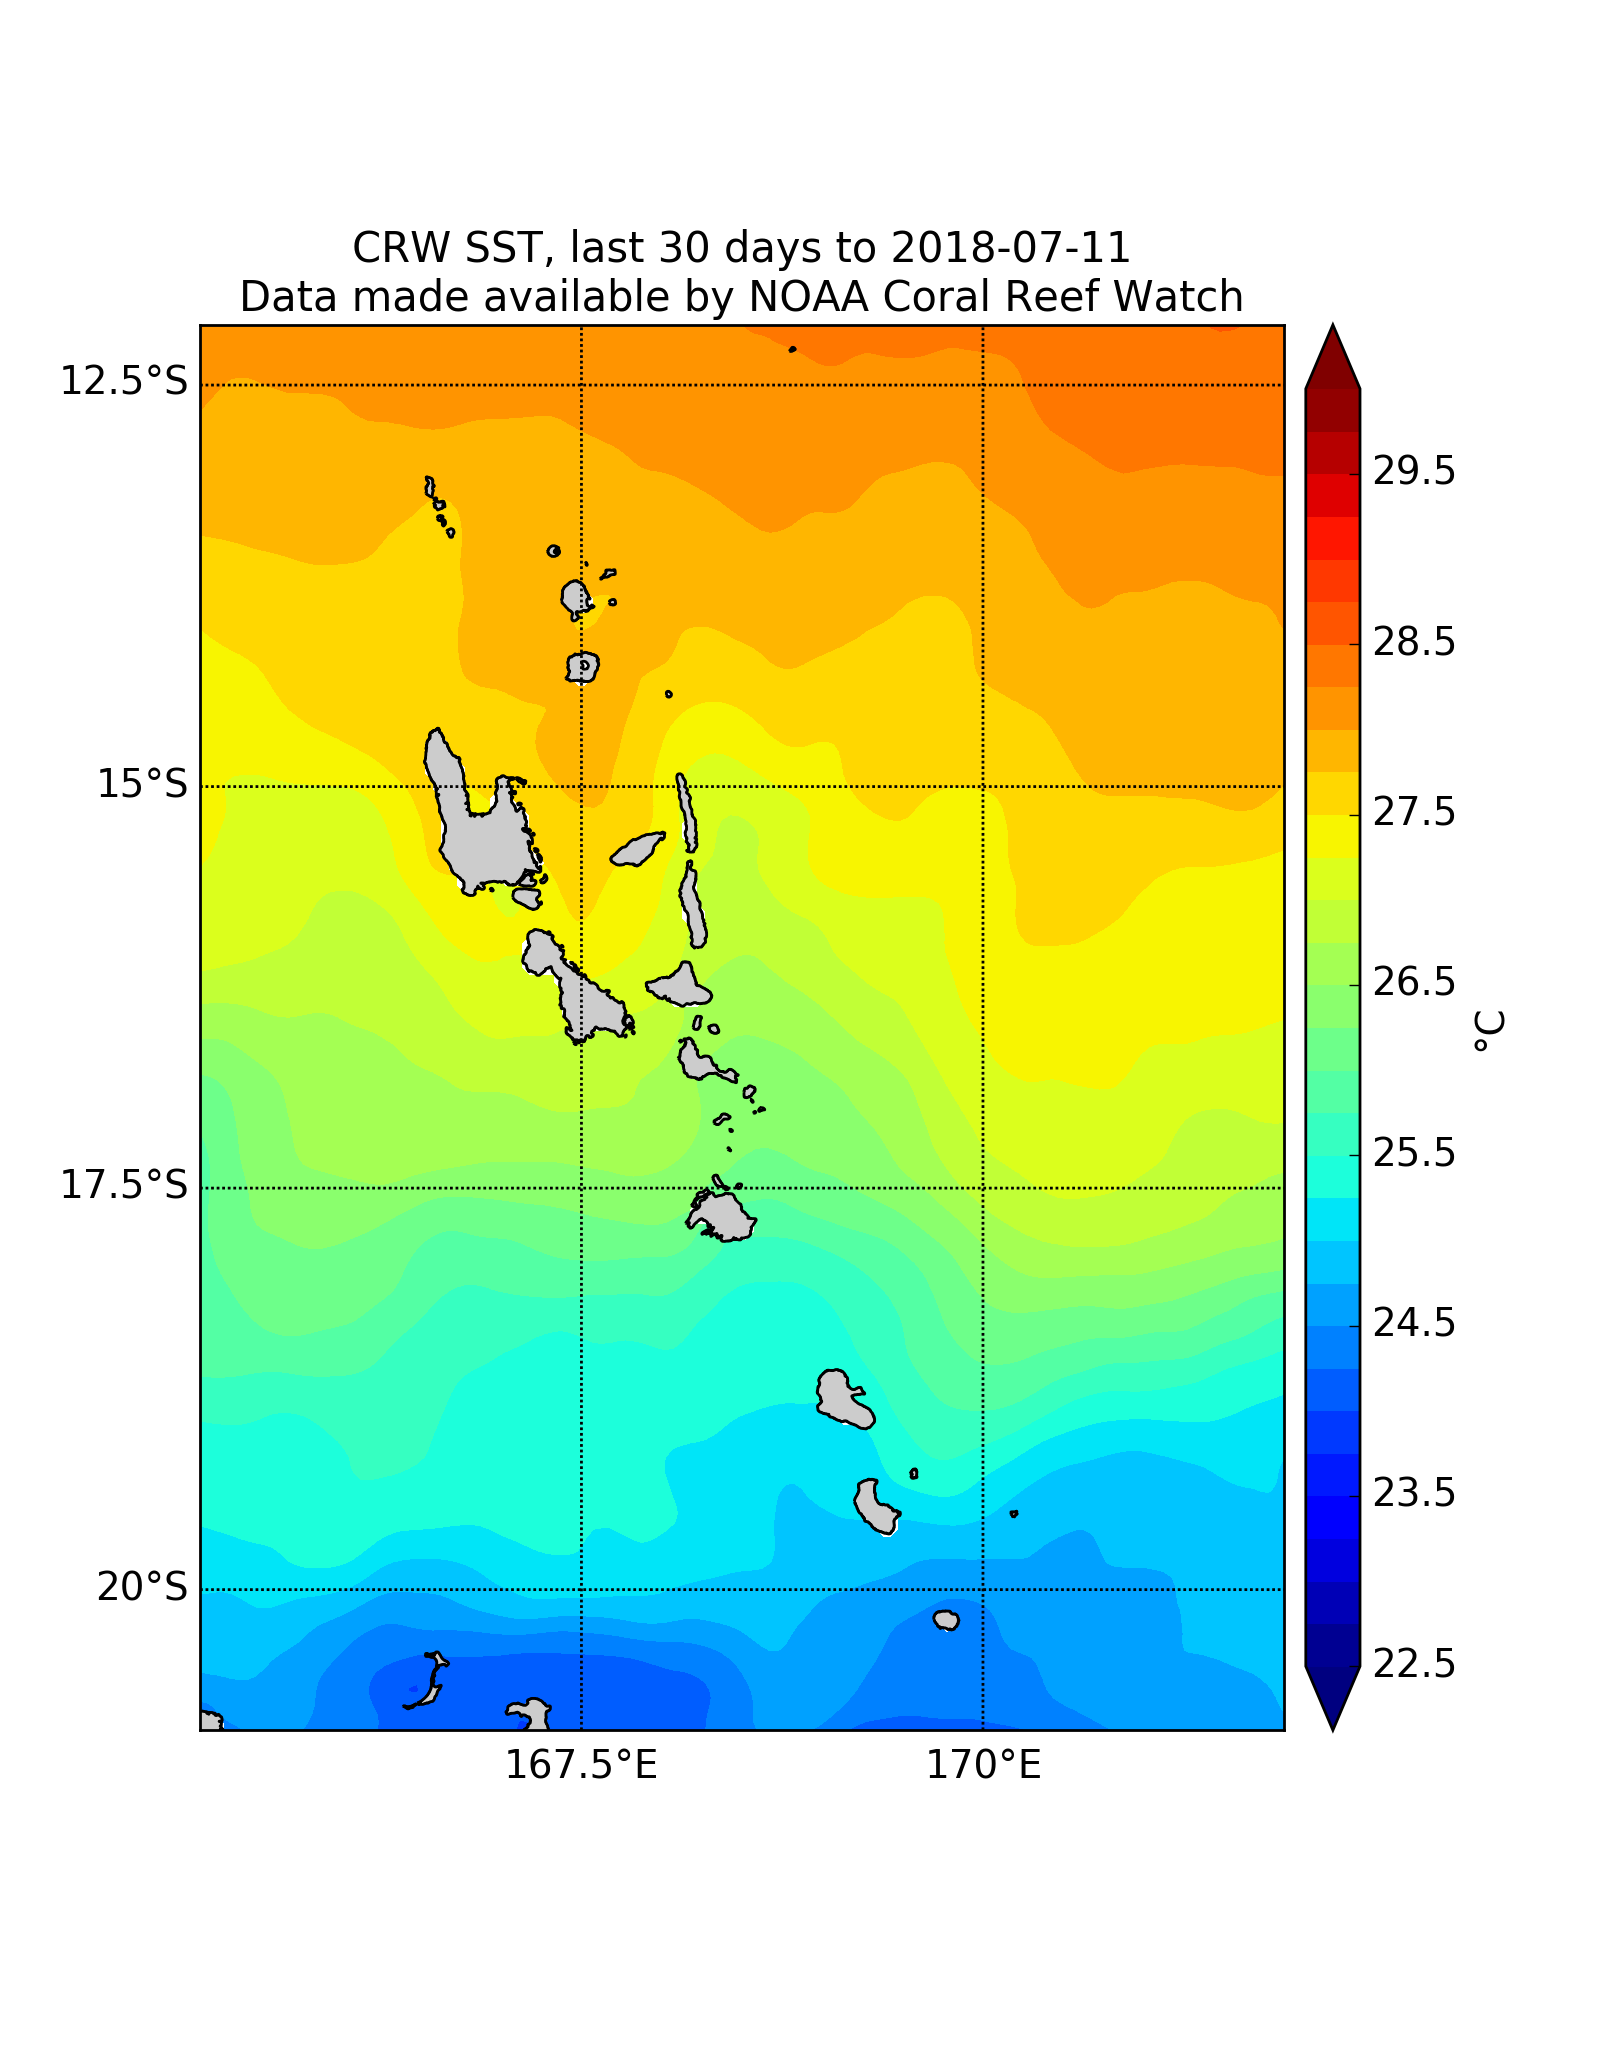 CRW SST, last 30 days to 2018-07-11
Data made available by NOAA Coral Reef Watch
12.5°S
15°S
17.5°S
20°S
167.5°E
170°E
29.5
28.5
27.5
26.5
25.5
24.5
23.5
22.5
°C